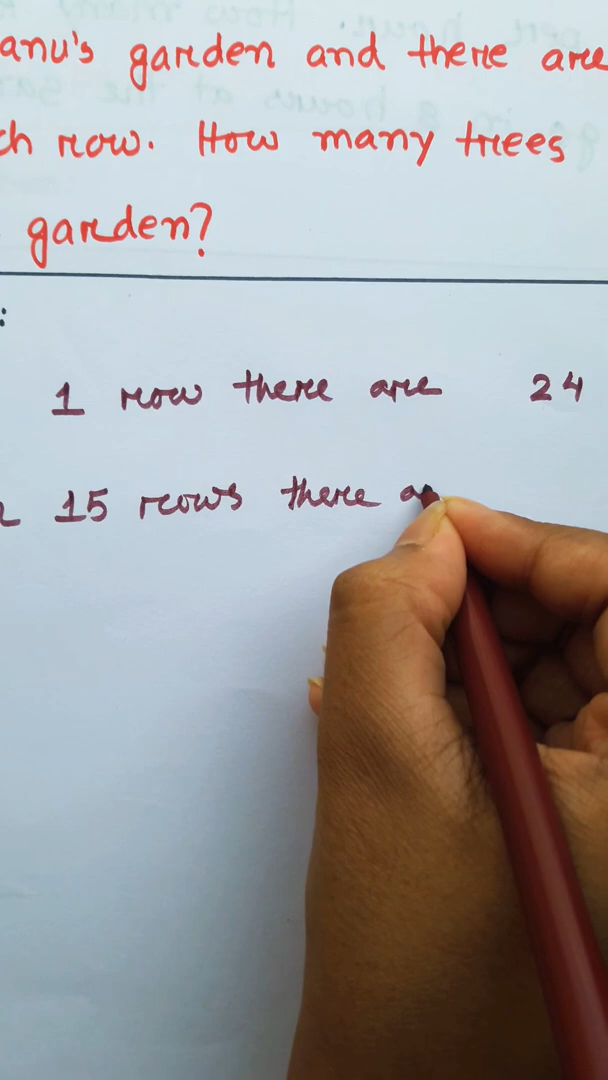 anu's garden and there are
ch row. How many trees
garden?
:
1 row there are 24
15 rows there a